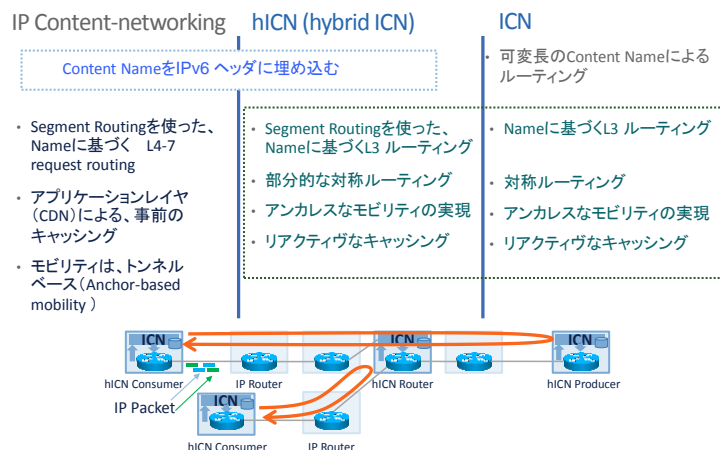 IP Content-networking
hICN (hybrid ICN)
ICN
Content NameをIPv6 ヘッダに埋め込む
• 可変長のContent Nameによる
ルーティング
• Segment Routingを使った、
Nameに基づく L4-7
request routing
• アプリケーションレイヤ
(CDN)による、事前の
キャッシング
• モビリティは、トンネル
ベース(Anchor-based
mobility )
• Segment Routingを使った、
Nameに基づくL3 ルーティング
• 部分的な対称ルーティング
• アンカレスなモビリティの実現
• リアクティヴなキャッシング
• Nameに基づくL3 ルーティング
• 対称ルーティング
• アンカレスなモビリティの実現
• リアクティヴなキャッシング
ICN
ICN
ICN
hICN Consumer
IP Router
hICN Router
hICN Producer
IP Packet
ICN
hICN Consumer
IP Router